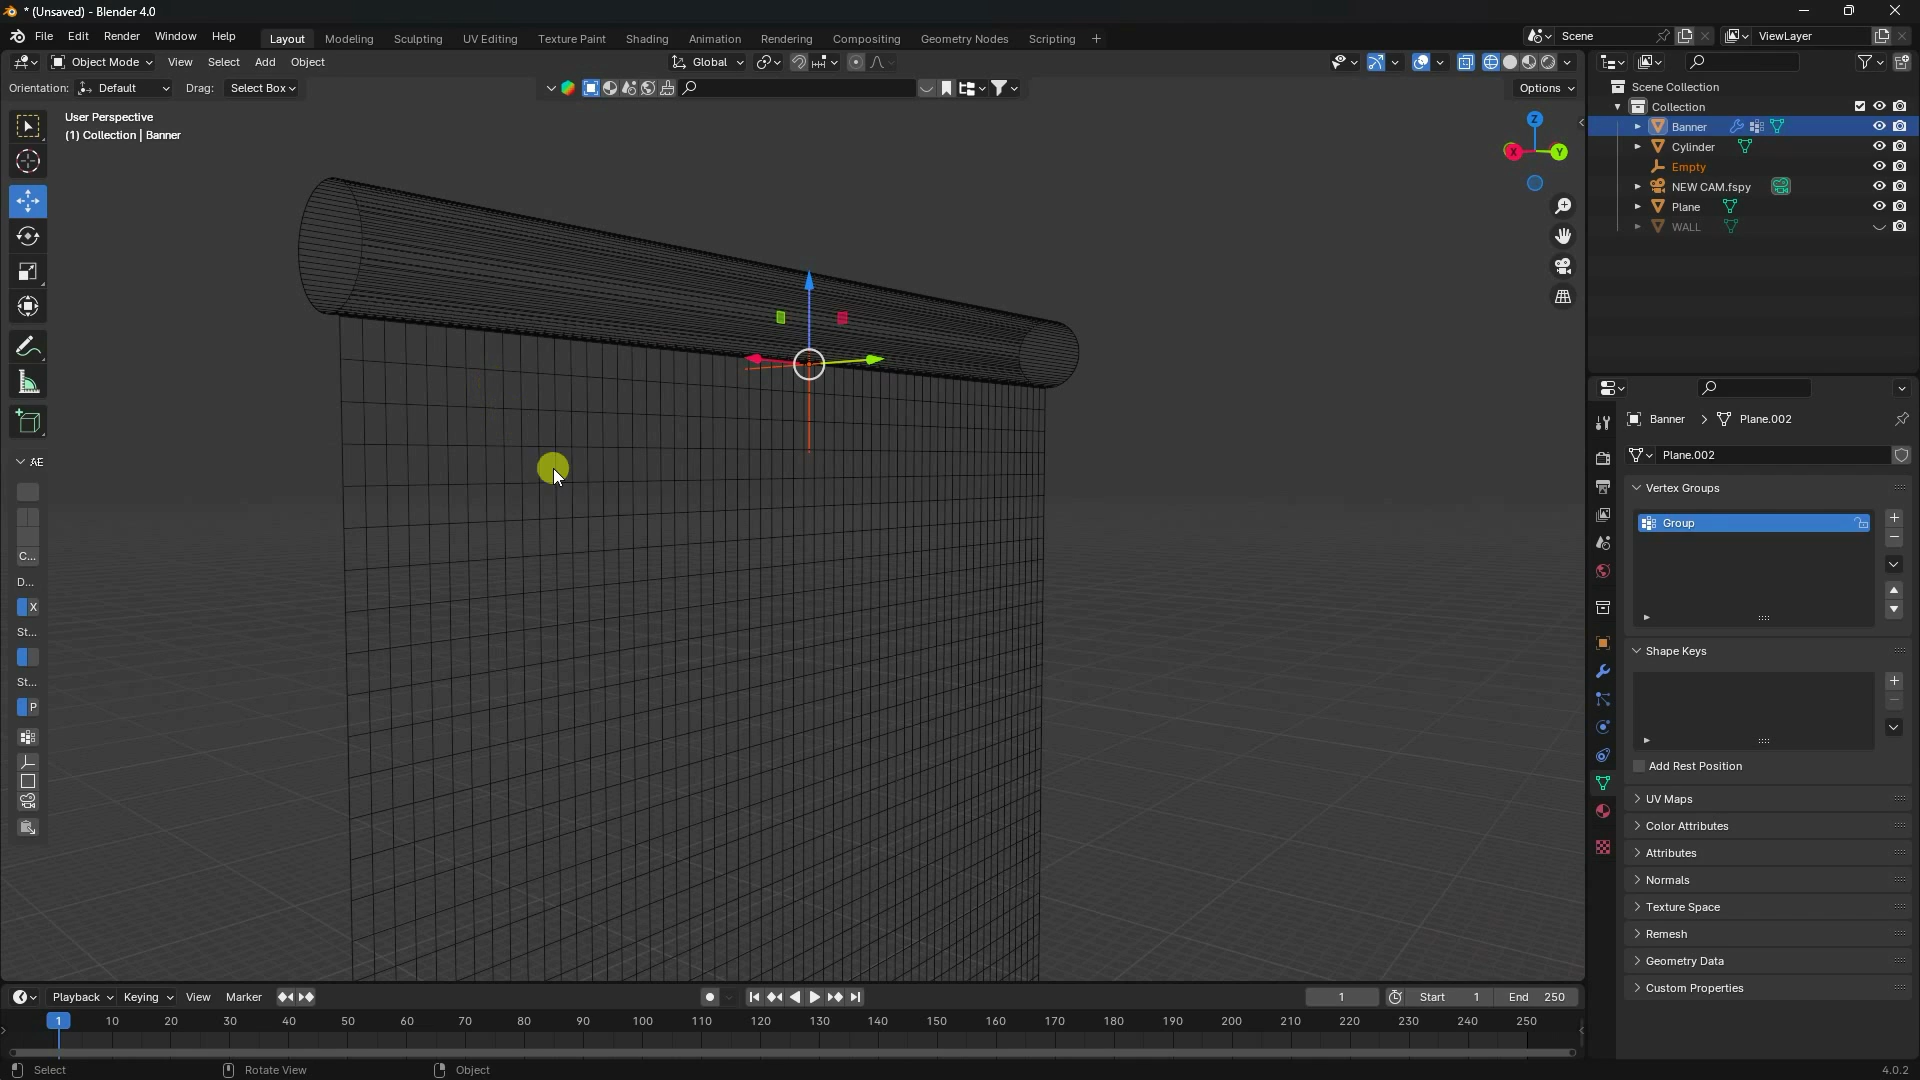 * (Unsaved) - Blender 4.0
File Edit Render Window Help
Layout Modeling Sculpting UV Editing Texture Paint Shading Animation Rendering Compositing Geometry Nodes Scripting +
Scene
ViewLayer
Object Mode View Select Add Object
Global
Orientation: Default Drag: Select Box
Options
User Perspective
(1) Collection | Banner
Z
X
Y
AE
C...
D...
X
St...
St...
P
Scene Collection
Collection
Banner
Cylinder
Empty
NEW CAM.fspy
Plane
WALL
Banner > Plane.002
Plane.002
Vertex Groups
Group
Shape Keys
Add Rest Position
UV Maps
Color Attributes
Attributes
Normals
Texture Space
Remesh
Geometry Data
Custom Properties
Playback Keying View Marker
1 Start 1 End 250
1 10 20 30 40 50 60 70 80 90 100 110 120 130 140 150 160 170 180 190 200 210 220 230 240 250
Select Rotate View Object
4.0.2